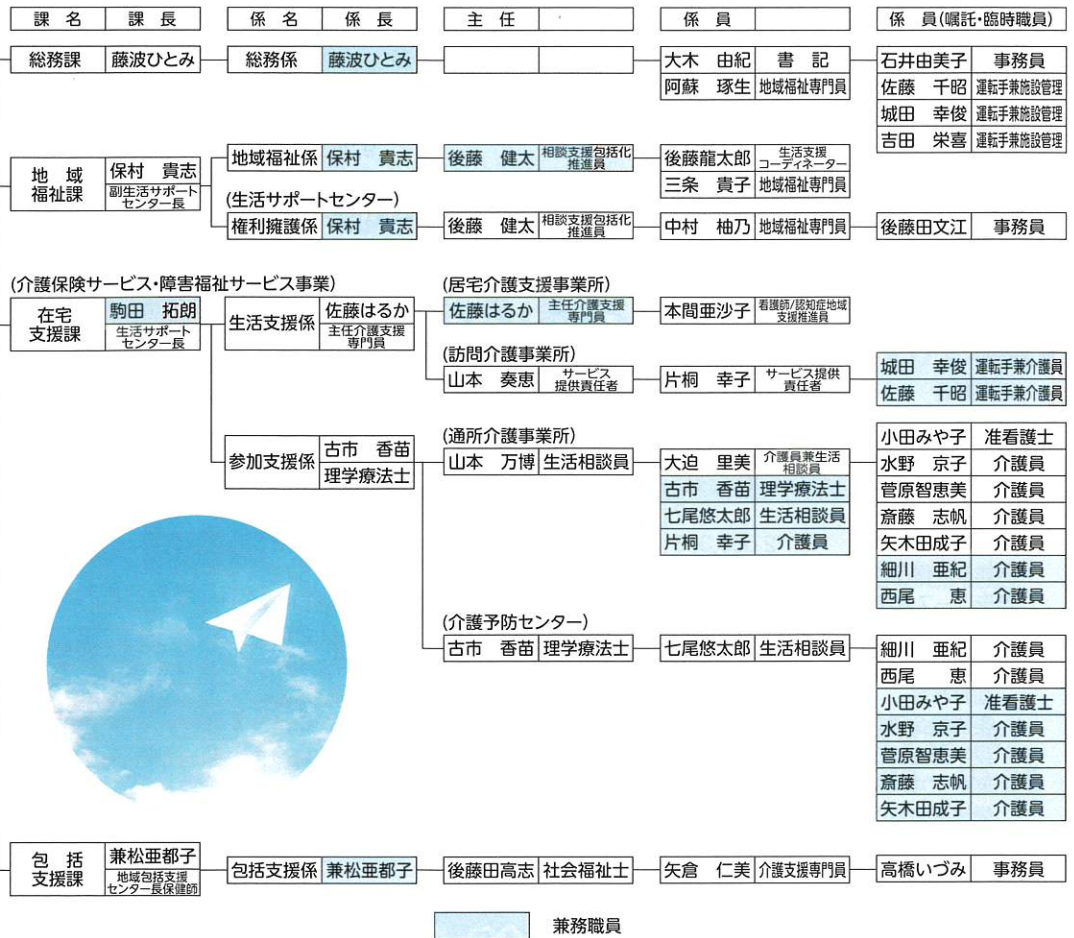 課名 課長 係名 係長 主任 係員 係員(嘱託・臨時職員)
総務課 藤波ひとみ 総務係 藤波ひとみ 大木 由紀 書記 石井由美子 事務員
阿蘇 琢生 地域福祉専門員 佐藤 千昭 運転手兼施設管理
城田 幸俊 運転手兼施設管理
吉田 栄喜 運転手兼施設管理
地域福祉課 保村 貴志 副生活サポートセンター長
地域福祉係 保村 貴志 後藤 健太 相談支援包括化推進員 後藤龍太郎 生活支援コーディネーター
三条 貴子 地域福祉専門員
(生活サポートセンター)
権利擁護係 保村 貴志 後藤 健太 相談支援包括化推進員 中村 柚乃 地域福祉専門員 後藤田文江 事務員
(介護保険サービス・障害福祉サービス事業)
在宅支援課 駒田 拓朗 生活サポートセンター長
生活支援係 佐藤はるか 主任介護支援専門員
(居宅介護支援事業所)
佐藤はるか 主任介護支援専門員 本間亜沙子 看護師/認知症地域支援推進員
(訪問介護事業所)
山本 奏恵 サービス提供責任者 片桐 幸子 サービス提供責任者 城田 幸俊 運転手兼介護員
佐藤 千昭 運転手兼介護員
参加支援係 古市 香苗 理学療法士
(通所介護事業所)
山本 万博 生活相談員 大迫 里美 介護員兼生活相談員
古市 香苗 理学療法士
七尾悠太郎 生活相談員
片桐 幸子 介護員
小田みや子 准看護士
水野 京子 介護員
菅原智恵美 介護員
斎藤 志帆 介護員
矢木田成子 介護員
細川 亜紀 介護員
西尾 恵 介護員
(介護予防センター)
古市 香苗 理学療法士 七尾悠太郎 生活相談員 細川 亜紀 介護員
西尾 恵 介護員
小田みや子 准看護士
水野 京子 介護員
菅原智恵美 介護員
斎藤 志帆 介護員
矢木田成子 介護員
包括支援課 兼松亜都子 地域包括支援センター長保健師
包括支援係 兼松亜都子 後藤田高志 社会福祉士 矢倉 仁美 介護支援専門員 高橋いづみ 事務員
兼務職員